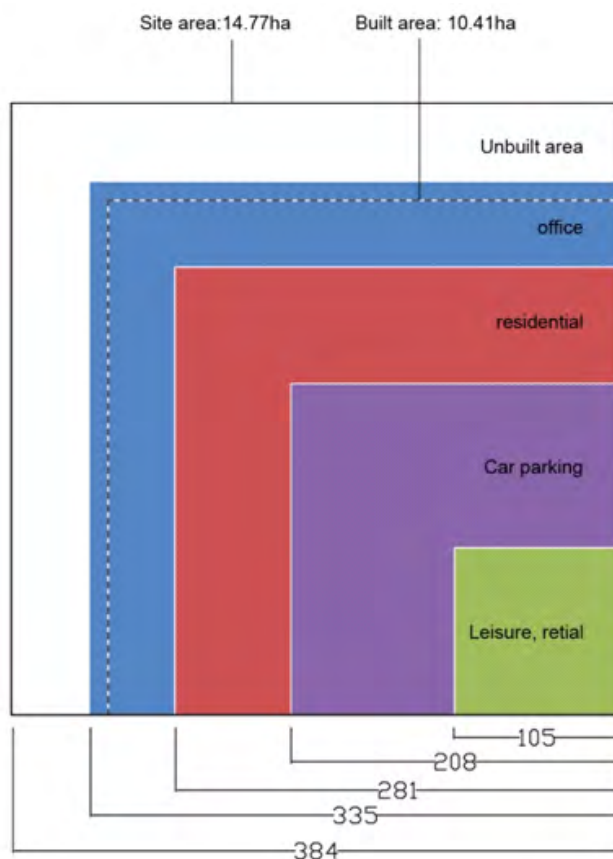 Site area:14.77ha Built area: 10.41ha
Unbuilt area
office
residential
Car parking
Leisure, retial
105
208
281
335
384